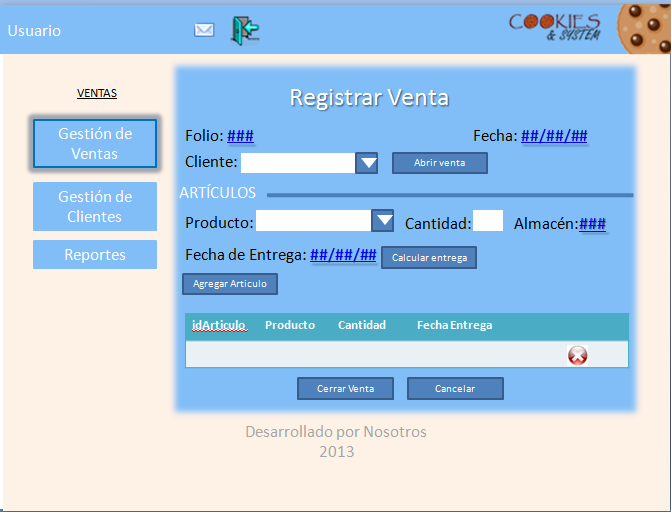 Usuario
COOKIES
& SYSTEM
VENTAS
Gestión de
Ventas
Gestión de
Clientes
Reportes
Registrar Venta
Folio: ### Fecha: ##/##/##
Cliente: Abrir venta
ARTÍCULOS
Producto: Cantidad: Almacén:###
Fecha de Entrega: ##/##/## Calcular entrega
Agregar Articulo
idArticulo Producto Cantidad Fecha Entrega
Cerrar Venta Cancelar
Desarrollado por Nosotros
2013